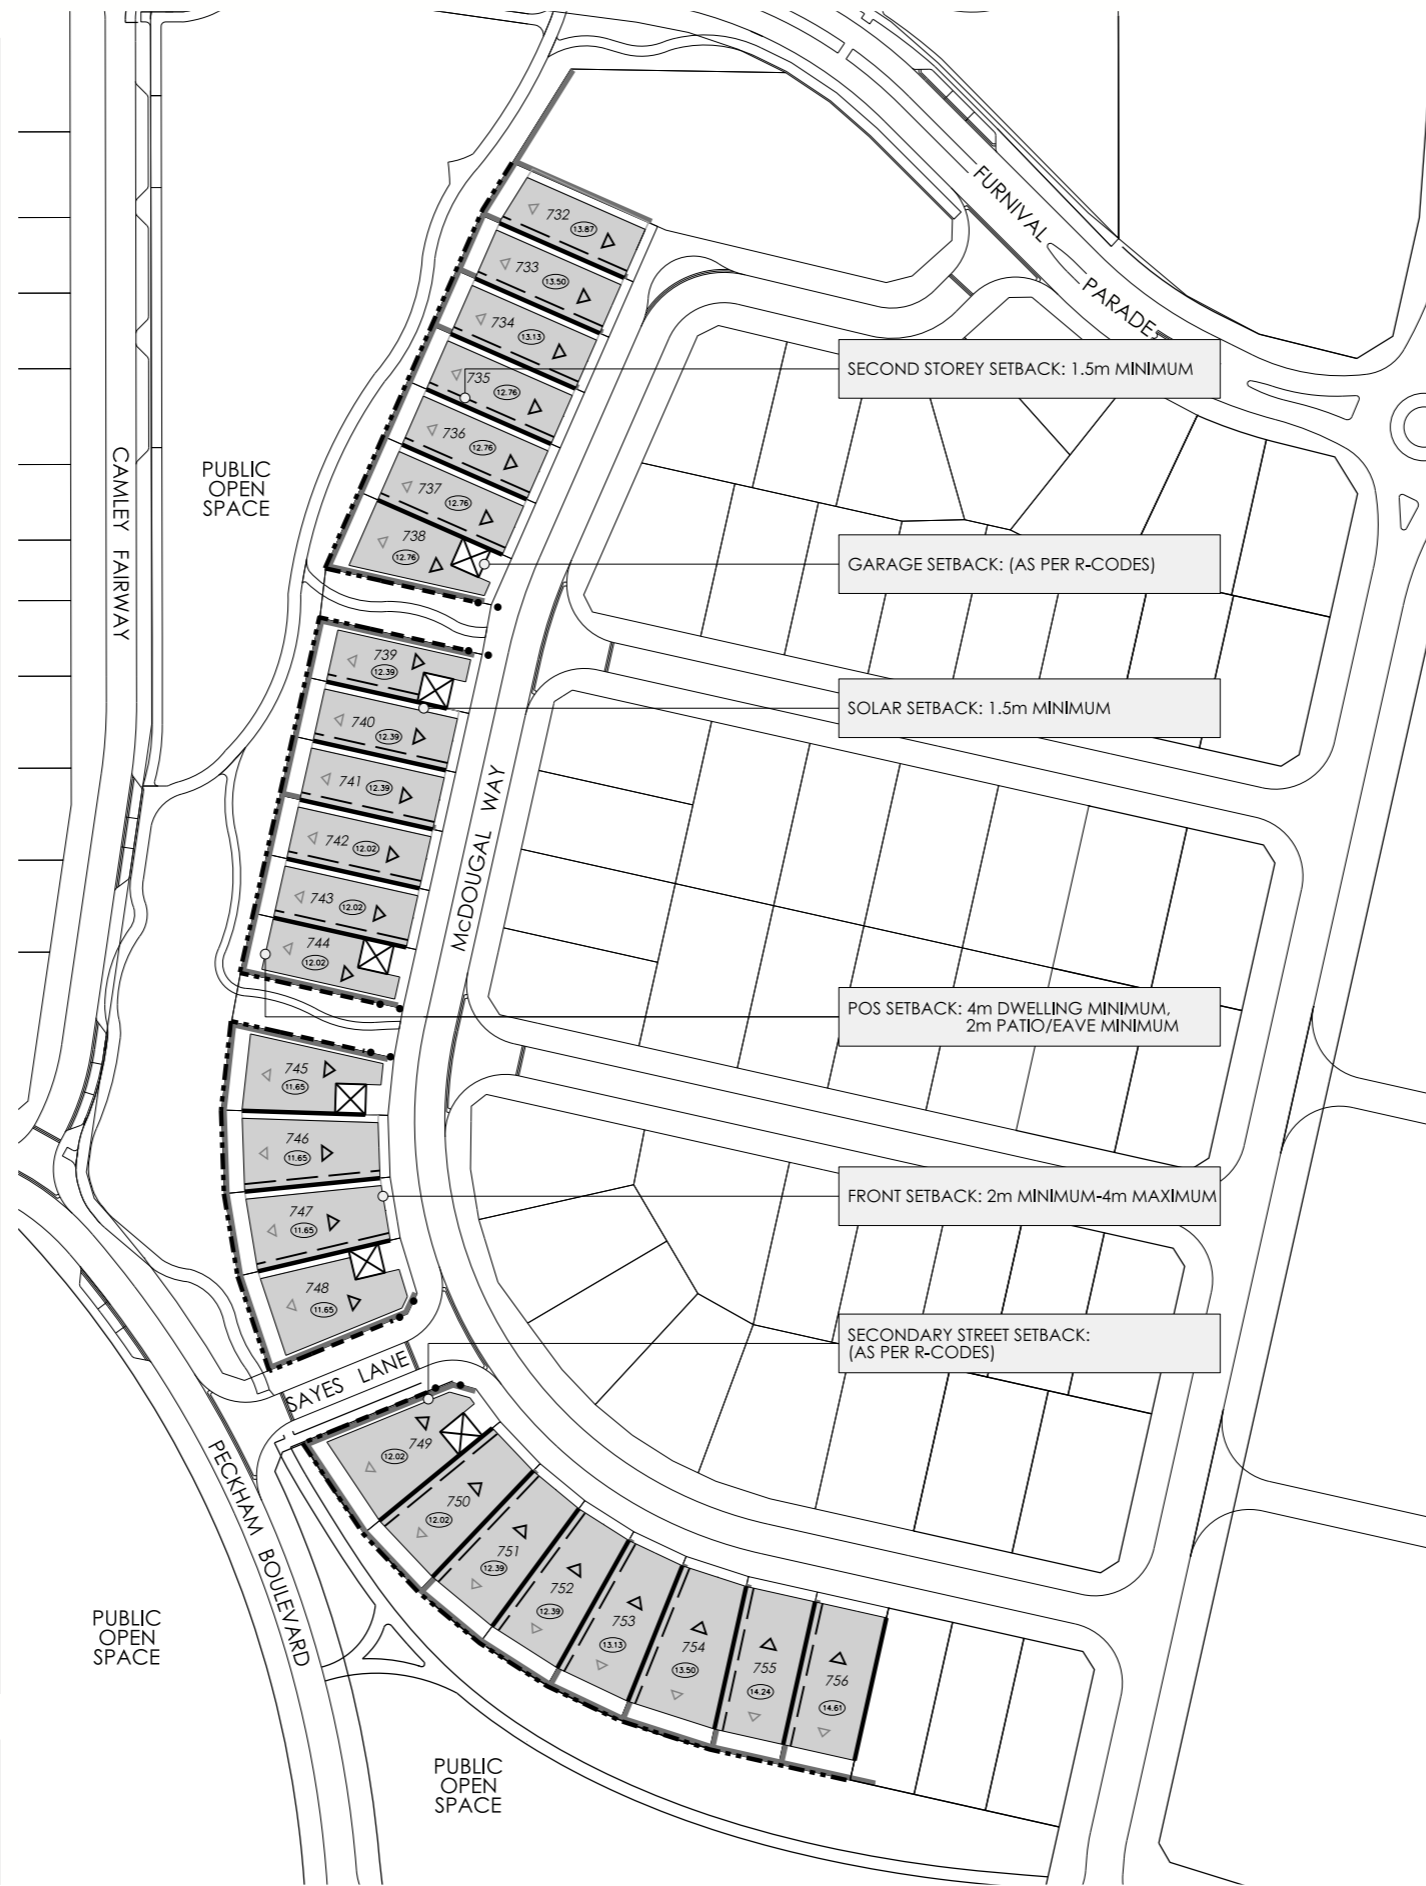 FURNIVAL PARADE
732
13.87
733
13.50
734
13.13
735
12.76
736
12.76
737
12.76
738
12.76
SECOND STOREY SETBACK: 1.5m MINIMUM
CAMLEY FAIRWAY
PUBLIC
OPEN
SPACE
GARAGE SETBACK: (AS PER R-CODES)
739
12.39
740
12.39
741
12.39
742
12.02
743
12.02
744
12.02
SOLAR SETBACK: 1.5m MINIMUM
McDOUGAL WAY
POS SETBACK: 4m DWELLING MINIMUM,
2m PATIO/EAVE MINIMUM
745
11.65
746
11.65
747
11.65
748
11.65
FRONT SETBACK: 2m MINIMUM-4m MAXIMUM
SECONDARY STREET SETBACK:
(AS PER R-CODES)
SAYES LANE
PECKHAM BOULEVARD
749
12.02
750
12.02
751
12.39
752
12.39
753
13.13
754
13.50
755
14.24
756
14.61
PUBLIC
OPEN
SPACE
PUBLIC
OPEN
SPACE